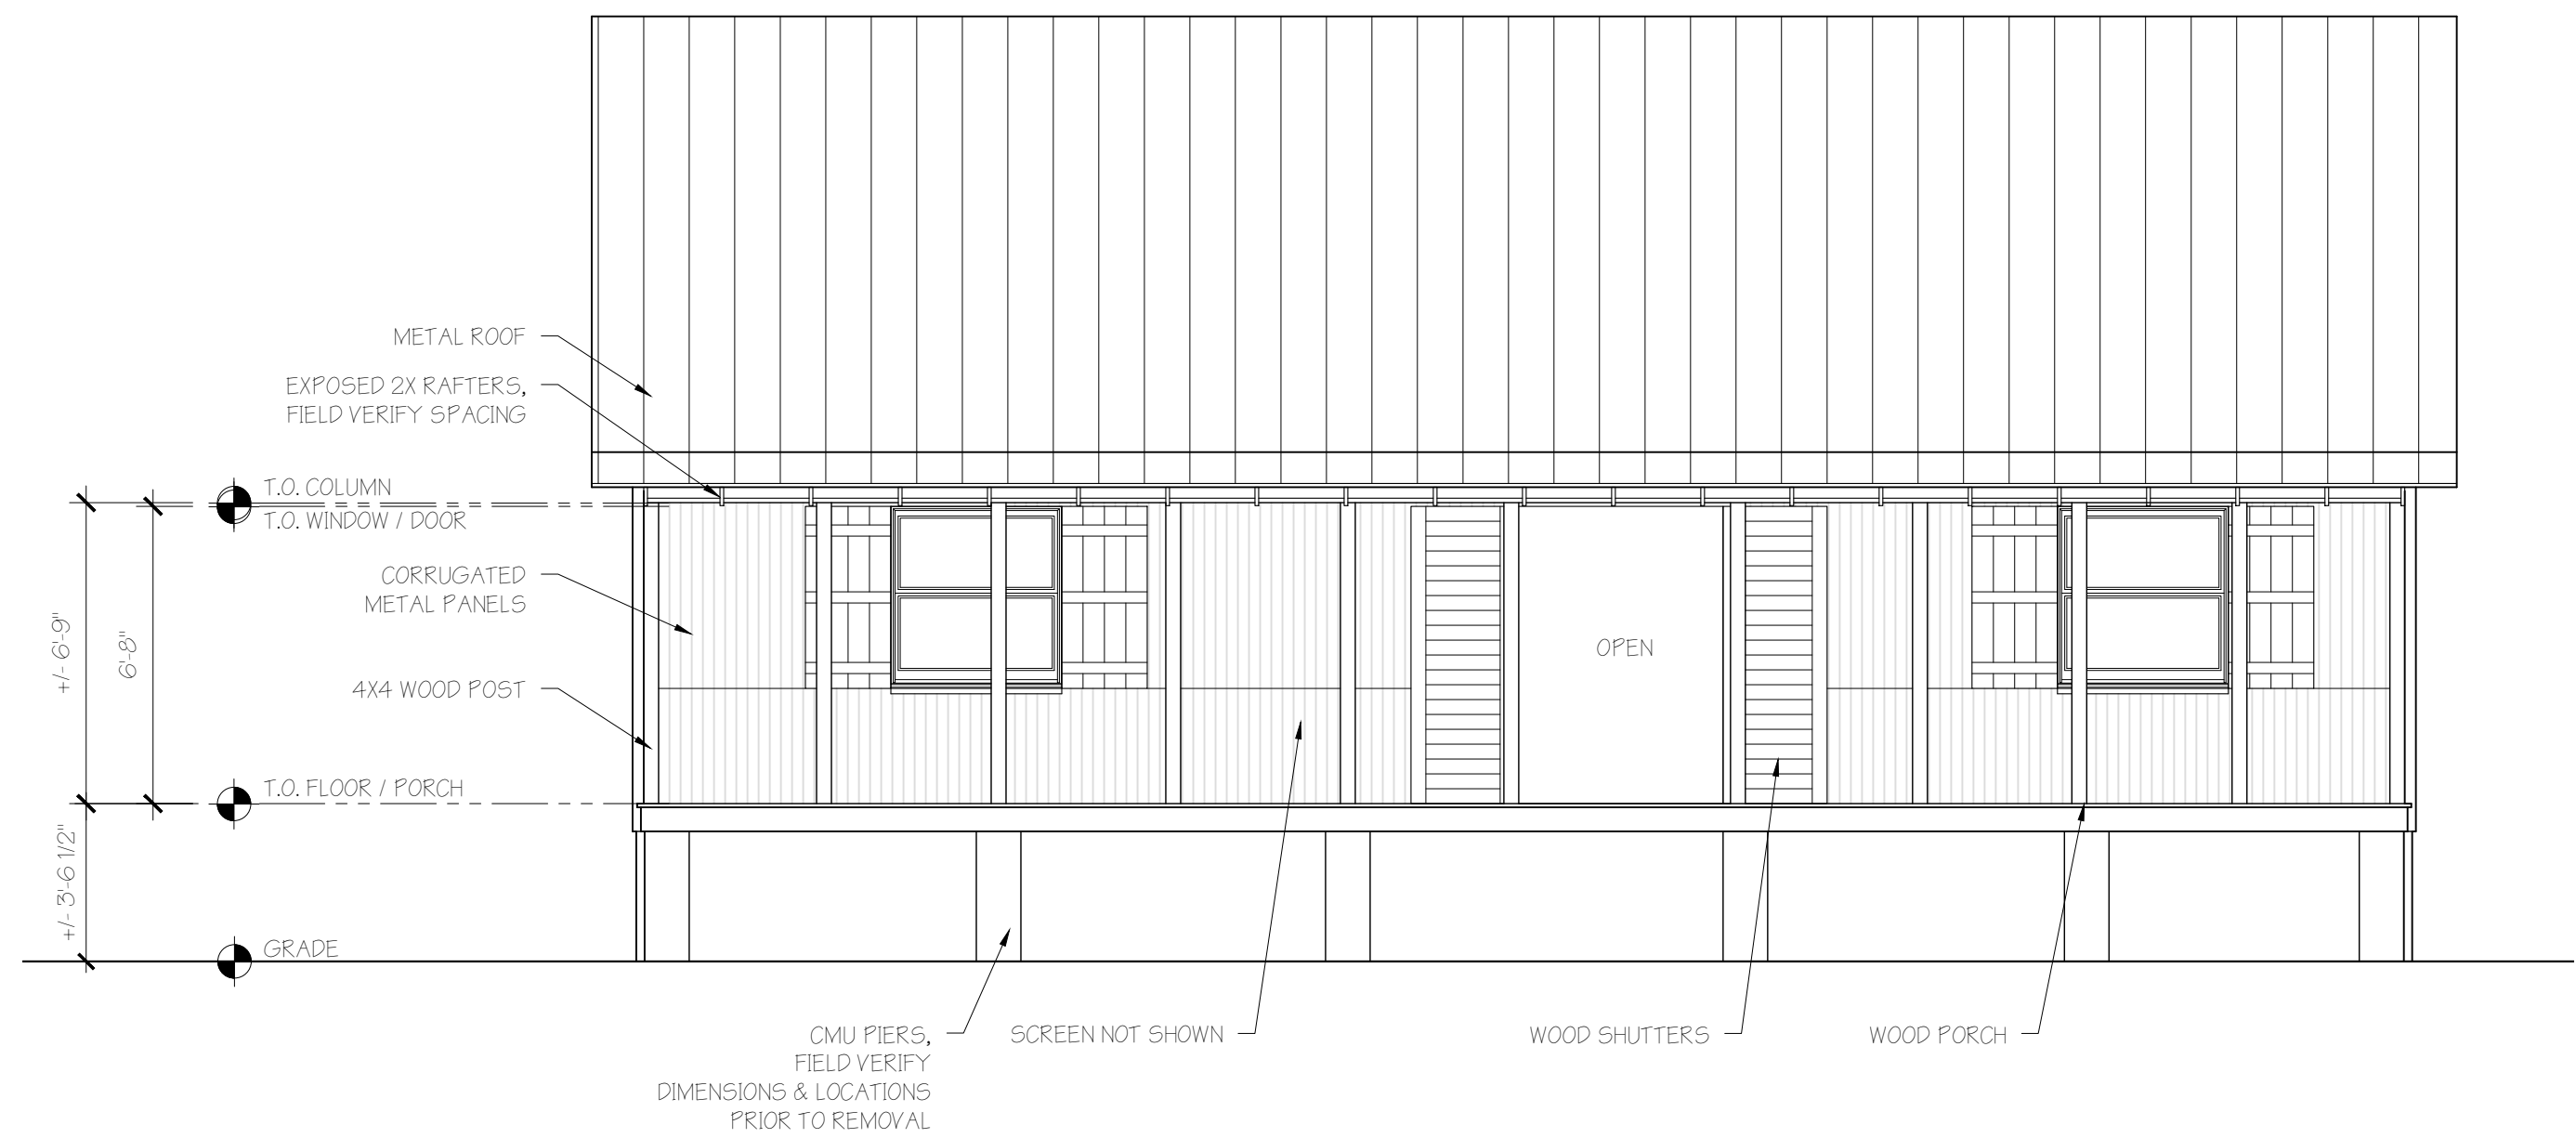 METAL ROOF
EXPOSED 2X RAFTERS,
FIELD VERIFY SPACING
T.O. COLUMN
T.O. WINDOW / DOOR
CORRUGATED
METAL PANELS
+/- 6'-9"
6'-8"
OPEN
4X4 WOOD POST
T.O. FLOOR / PORCH
+/- 3'-6 1/2"
GRADE
CMU PIERS,
FIELD VERIFY
DIMENSIONS & LOCATIONS
PRIOR TO REMOVAL
SCREEN NOT SHOWN
WOOD SHUTTERS
WOOD PORCH